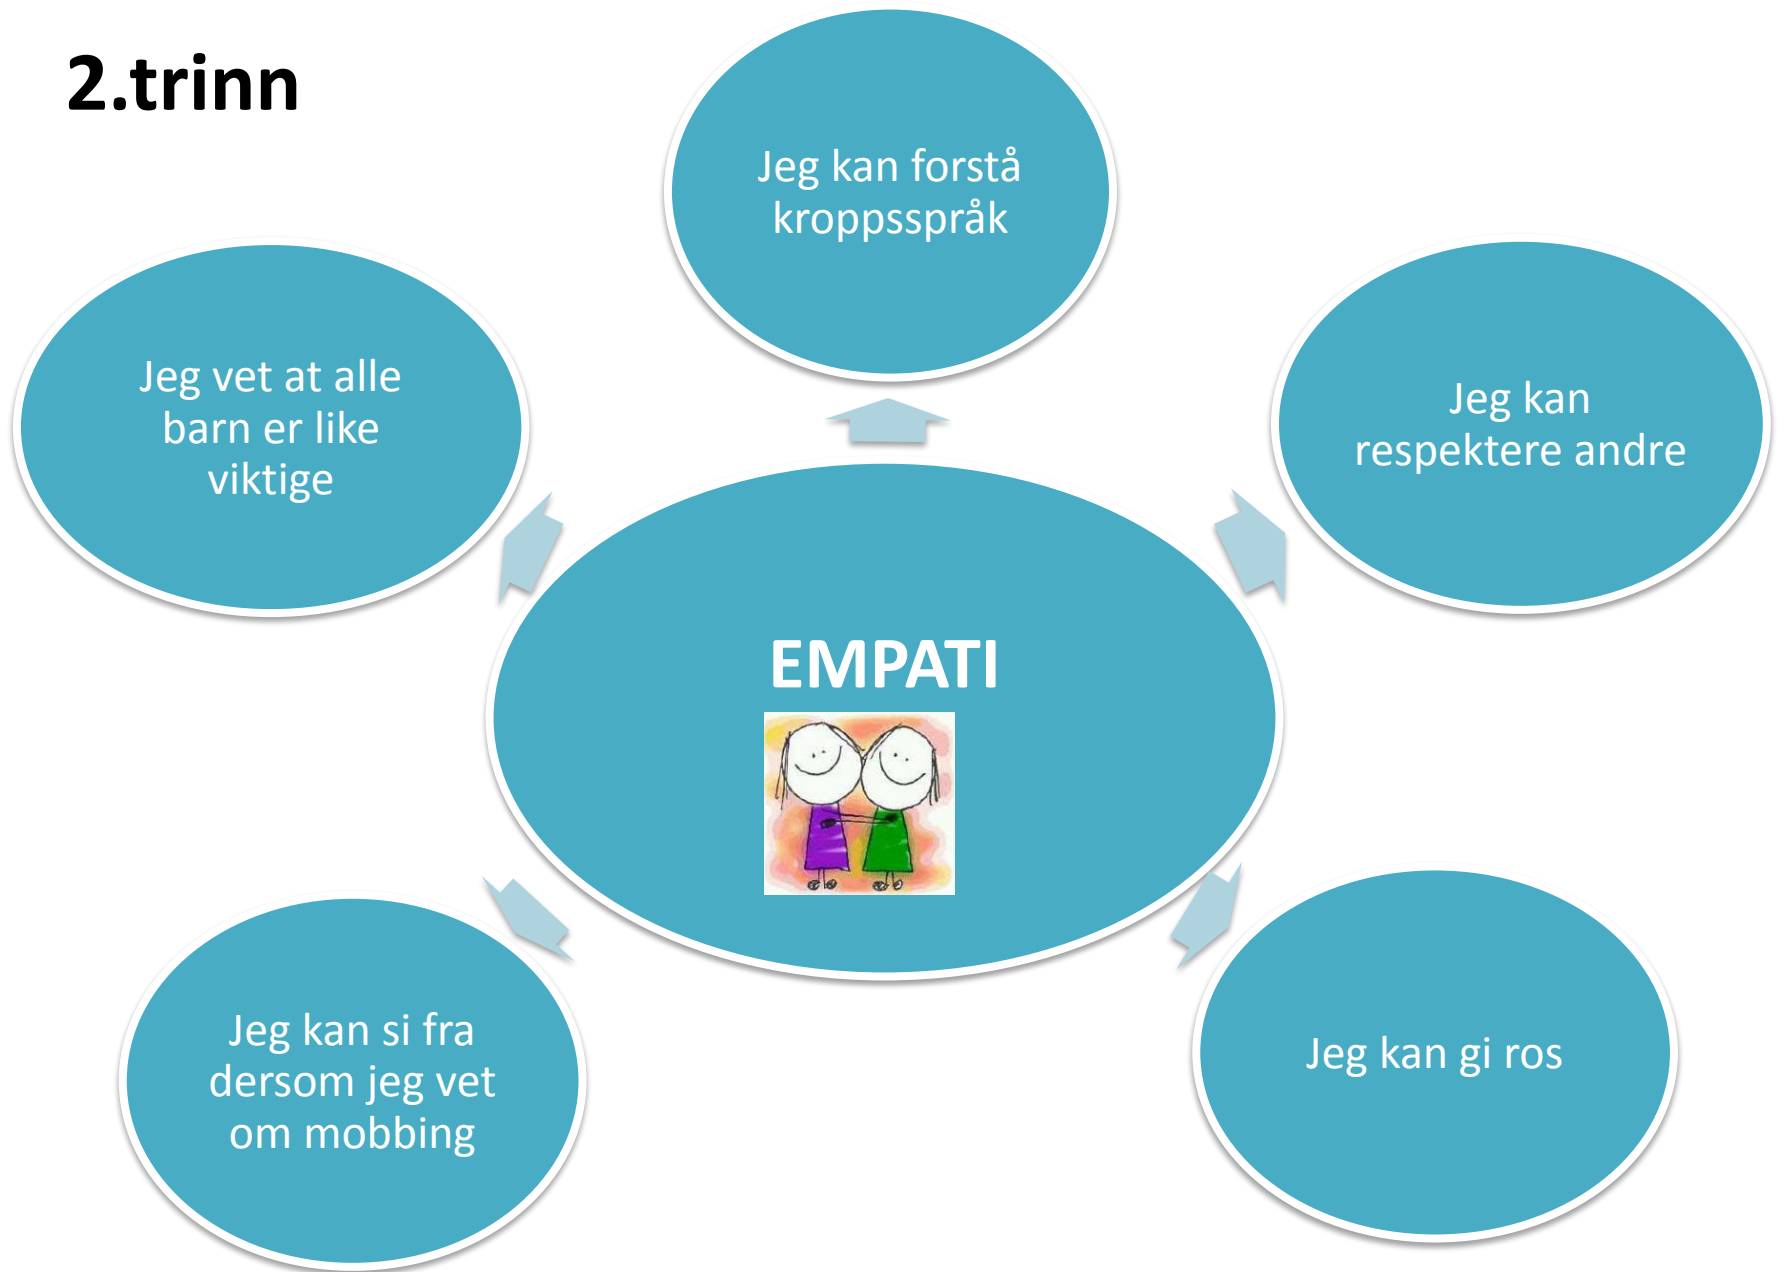 2.trinn
Jeg kan forstå
kroppsspråk
Jeg vet at alle
barn er like
viktige
Jeg kan
respektere andre
EMPATI
Jeg kan si fra
dersom jeg vet
om mobbing
Jeg kan gi ros